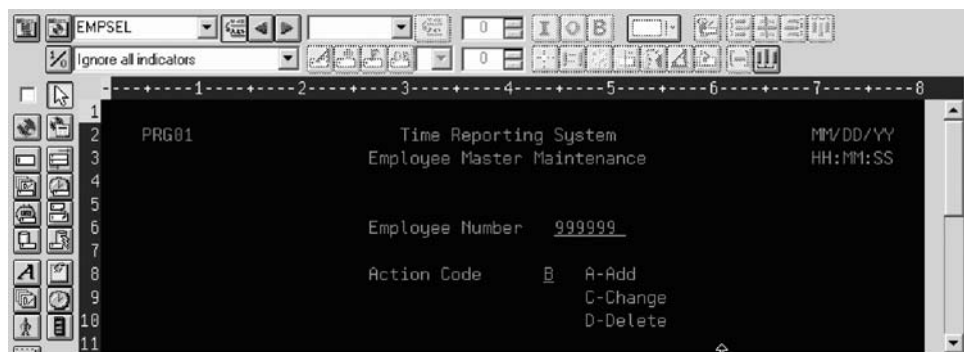 EMPSEL 0 I O B
Ignore all indicators 0
----+----1----+----2----+----3----+----4----+----5----+----6----+----7----+----8
1
2 PRG01 Time Reporting System MM/DD/YY
3 Employee Master Maintenance HH:MM:SS
4
5
6 Employee Number 999999
7
8 Action Code B A-Add
9 C-Change
10 D-Delete
11